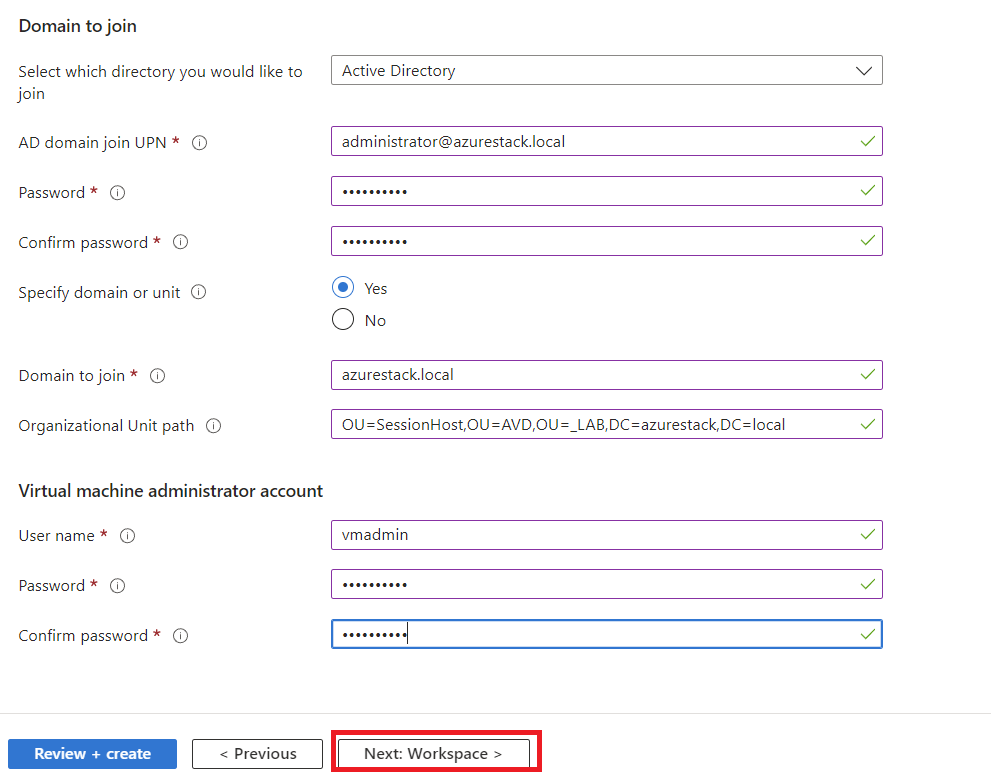 Domain to join
Select which directory you would like to
join
Active Directory
AD domain join UPN *
administrator@azurestack.local
Password *
••••••••••
Confirm password *
••••••••••
Specify domain or unit
Yes
No
Domain to join *
azurestack.local
Organizational Unit path
OU=SessionHost,OU=AVD,OU=_LAB,DC=azurestack,DC=local
Virtual machine administrator account
User name *
vmadmin
Password *
••••••••••
Confirm password *
••••••••••
Review + create
< Previous
Next: Workspace >